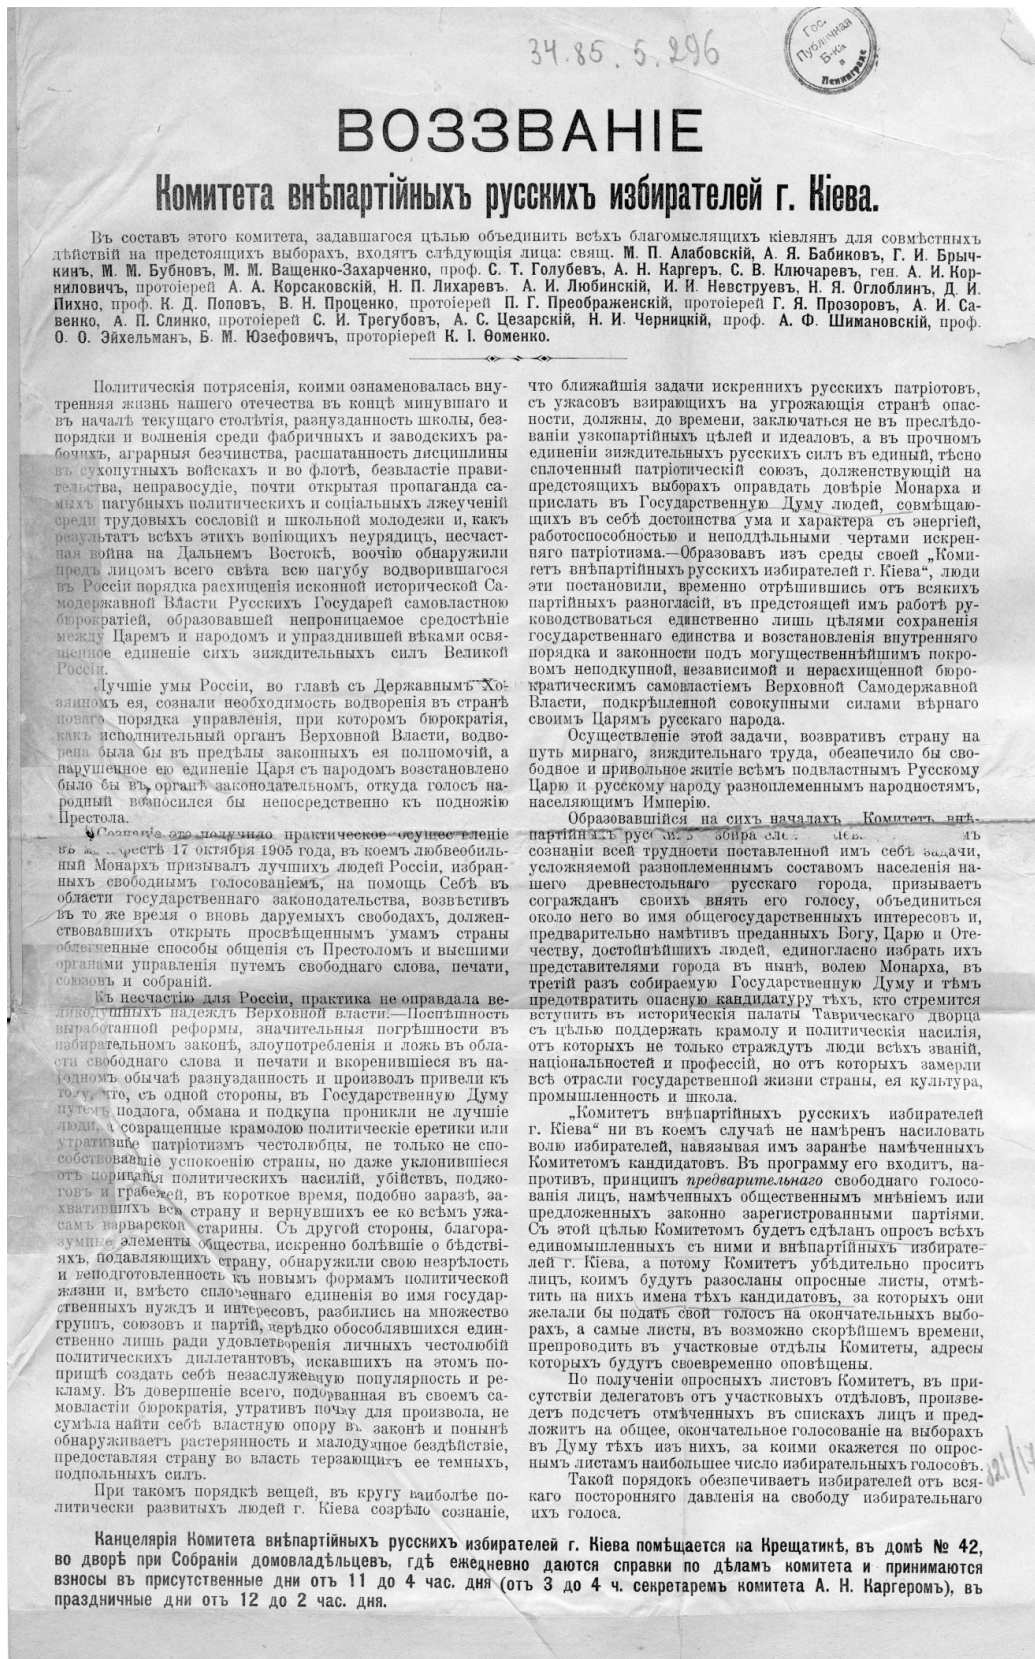 34.85.5.296
Гос.
Публичная
Б-ка
в
Ленинграде
ВОЗЗВАНІЕ
Комитета внѣпартійныхъ русскихъ избирателей г. Кіева.
Въ составъ этого комитета, задавшагося цѣлью объединить всѣхъ благомыслящихъ кіевлянъ для совмѣстныхъ
дѣйствій на предстоящихъ выборахъ, входятъ слѣдующія лица: свящ. М. П. Алабовскій, А. Я. Бабиковъ, Г. И. Брыч-
кинъ, М. М. Бубновъ, М. М. Ващенко-Захарченко, проф. С. Т. Голубевъ, А. Н. Каргеръ, С. В. Ключаревъ, ген. А. И. Кор-
ниловичъ, протоіерей А. А. Корсаковскій, Н. П. Лихаревъ, А. И. Любинскій, И. И. Невструевъ, Н. Я. Оглоблинъ, Д. И.
Пихно, проф. К. Д. Поповъ, В. Н. Проценко, протоіерей П. Г. Преображенскій, протоіерей Г. Я. Прозоровъ, А. И. Са-
венко, А. П. Слинко, протоіерей С. И. Трегубовъ, А. С. Цезарскій, Н. И. Черницкій, проф. А. Ф. Шимановскій, проф.
О. О. Эйхельманъ, Б. М. Юзефовичъ, проторіерей К. І. Ѳоменко.
Политическія потрясенія, коими ознаменовалась вну-
тренняя жизнь нашего отечества въ концѣ минувшаго и
въ началѣ текущаго столѣтія, разнузданность школы, без-
порядки и волненія среди фабричныхъ и заводскихъ ра-
бочихъ, аграрныя безчинства, расшатанность дисциплины
въ сухопутныхъ войскахъ и во флотѣ, безвластіе прави-
тельства, неправосудіе, почти открытая пропаганда са-
мыхъ пагубныхъ политическихъ и соціальныхъ лжеученій
среди трудовыхъ сословій и школьной молодежи и, какъ
результатъ всѣхъ этихъ вопіющихъ неурядицъ, несчаст-
ная война на Дальнемъ Востокѣ, воочію обнаружили
предъ лицомъ всего свѣта всю пагубу водворившагося
въ Россіи порядка расхищенія исконной исторической Са-
модержавной Власти Русскихъ Государей самовластною
бюрократіей, образовавшей непроницаемое средостѣніе
между Царемъ и народомъ и упразднившей вѣками освя-
щенное единеніе сихъ зиждительныхъ силъ Великой
Россіи.
Лучшіе умы Россіи, во главѣ съ Державнымъ Хо-
зяиномъ ея, сознали необходимость водворенія въ странѣ
новаго порядка управленія, при которомъ бюрократія,
какъ исполнительный органъ Верховной Власти, водво-
рена была бы въ предѣлы законныхъ ея полномочій, а
нарушенное ею единеніе Царя съ народомъ возстановлено
было бы въ органѣ законодательномъ, откуда голосъ на-
родный возносился бы непосредственно къ подножію
Престола.
Сознаніе это получило практическое осуществленіе
въ 17 октября 1905 года, въ коемъ любвеобиль-
ный Монархъ призывалъ лучшихъ людей Россіи, избран-
ныхъ свободнымъ голосованіемъ, на помощь Себѣ въ
области государственнаго законодательства, возвѣстивъ
въ то же время о вновь даруемыхъ свободахъ, должен-
ствовавшихъ открыть просвѣщеннымъ умамъ страны
облегченные способы общенія съ Престоломъ и высшими
органами управленія путемъ свободнаго слова, печати,
союзовъ и собраній.
Къ несчастію для Россіи, практика не оправдала ве-
ликодушныхъ надеждъ Верховной власти.—Поспѣшность
выработанной реформы, значительныя погрѣшности въ
избирательномъ законѣ, злоупотребленія и ложь въ обла-
сти свободнаго слова и печати и вкоренившіеся въ на-
родномъ обычаѣ разнузданность и произволъ привели къ
тому, что, съ одной стороны, въ Государственную Думу
путемъ подлога, обмана и подкупа проникли не лучшіе
люди, а совращенные крамолою политическіе еретики или
утратившіе патріотизмъ честолюбцы, не только не спо-
собствовавшіе успокоенію страны, но даже уклонившіеся
отъ порицанія политическихъ насилій, убійствъ, поджо-
говъ и грабежей, въ короткое время, подобно заразѣ, за-
хватившихъ всю страну и вернувшихъ ее ко всѣмъ ужа-
самъ варварской старины. Съ другой стороны, благора-
зумные элементы общества, искренно болѣвшіе о бѣдстві-
яхъ, подавляющихъ страну, обнаружили свою незрѣлость
и неподготовленность къ новымъ формамъ политической
жизни и, вмѣсто сплоченнаго единенія во имя государ-
ственныхъ нуждъ и интересовъ, разбились на множество
группъ, союзовъ и партій, нерѣдко обособлявшихся един-
ственно лишь ради удовлетворенія личныхъ честолюбій
политическихъ диллетантовъ, искавшихъ на этомъ по-
прищѣ создать себѣ незаслуженную популярность и ре-
кламу. Въ довершеніе всего, подорванная въ своемъ са-
мовластіи бюрократія, утративъ почву для произвола, не
сумѣла найти себѣ властную опору въ законѣ и понынѣ
обнаруживаетъ растерянность и малодушное бездѣйствіе,
предоставляя страну во власть терзающихъ ее темныхъ,
подпольныхъ силъ.
При такомъ порядкѣ вещей, въ кругу наиболѣе по-
литически развитыхъ людей г. Кіева созрѣло сознаніе,
что ближайшія задачи искреннихъ русскихъ патріотовъ,
съ ужасовъ взирающихъ на угрожающія странѣ опас-
ности, должны, до времени, заключаться не въ преслѣдо-
ваніи узкопартійныхъ цѣлей и идеаловъ, а въ прочномъ
единеніи зиждительныхъ русскихъ силъ въ единый, тѣсно
сплоченный патріотическій союзъ, долженствующій на
предстоящихъ выборахъ оправдать довѣріе Монарха и
прислать въ Государственную Думу людей, совмѣщаю-
щихъ въ себѣ достоинства ума и характера съ энергіей,
работоспособностью и неподдѣльными чертами искрен-
няго патріотизма.—Образовавъ изъ среды своей „Коми-
тетъ внѣпартійныхъ русскихъ избирателей г. Кіева“, люди
эти постановили, временно отрѣшившись отъ всякихъ
партійныхъ разногласій, въ предстоящей имъ работѣ ру-
ководствоваться единственно лишь цѣлями сохраненія
государственнаго единства и возстановленія внутренняго
порядка и законности подъ могущественнѣйшимъ покро-
вомъ неподкупной, независимой и нерасхищенной бюро-
кратическимъ самовластіемъ Верховной Самодержавной
Власти, подкрѣпленной совокупными силами вѣрнаго
своимъ Царямъ русскаго народа.
Осуществленіе этой задачи, возвративъ страну на
путь мирнаго, зиждительнаго труда, обезпечило бы сво-
бодное и привольное житіе всѣмъ подвластнымъ Русскому
Царю и русскому народу разноплеменнымъ народностямъ,
населяющимъ Имперію.
Образовавшійся на сихъ началахъ Комитетъ внѣ-
партійныхъ
сознаніи всей трудности поставленной имъ себѣ задачи,
усложняемой разноплеменнымъ составомъ населенія на-
шего древнестольнаго русскаго города, призываетъ
согражданъ своихъ внять его голосу, объединиться
около него во имя общегосударственныхъ интересовъ и,
предварительно намѣтивъ преданныхъ Богу, Царю и Оте-
честву, достойнѣйшихъ людей, единогласно избрать ихъ
представителями города въ нынѣ, волею Монарха, въ
третій разъ собираемую Государственную Думу и тѣмъ
предотвратить опасную кандидатуру тѣхъ, кто стремится
вступить въ историческія палаты Таврическаго дворца
съ цѣлью поддержать крамолу и политическія насилія,
отъ которыхъ не только страждутъ люди всѣхъ званій,
національностей и профессій, но отъ которыхъ замерли
всѣ отрасли государственной жизни страны, ея культура,
промышленность и школа.
„Комитетъ внѣпартійныхъ русскихъ избирателей
г. Кіева“ ни въ коемъ случаѣ не намѣренъ насиловать
волю избирателей, навязывая имъ заранѣе намѣченныхъ
Комитетомъ кандидатовъ. Въ программу его входитъ, на-
противъ, принципъ предварительнаго свободнаго голосо-
ванія лицъ, намѣченныхъ общественнымъ мнѣніемъ или
предложенныхъ законно зарегистрованными партіями.
Съ этой цѣлью Комитетомъ будетъ сдѣланъ опросъ всѣхъ
единомышленныхъ съ ними и внѣпартійныхъ избирате-
лей г. Кіева, а потому Комитетъ убѣдительно проситъ
лицъ, коимъ будутъ разосланы опросные листы, отмѣ-
тить на нихъ имена тѣхъ кандидатовъ, за которыхъ они
желали бы подать свой голосъ на окончательныхъ выбо-
рахъ, а самые листы, въ возможно скорѣйшемъ времени,
препроводить въ участковые отдѣлы Комитеты, адресы
которыхъ будутъ своевременно оповѣщены.
По полученіи опросныхъ листовъ Комитетъ, въ при-
сутствіи делегатовъ отъ участковыхъ отдѣловъ, произве-
детъ подсчетъ отмѣченныхъ въ спискахъ лицъ и пред-
ложитъ на общее, окончательное голосованіе на выборахъ
въ Думу тѣхъ изъ нихъ, за коими окажется по опрос-
нымъ листамъ наибольшее число избирательныхъ голосовъ.
Такой порядокъ обезпечиваетъ избирателей отъ вся-
каго посторонняго давленія на свободу избирательнаго
ихъ голоса.
Канцелярія Комитета внѣпартійныхъ русскихъ избирателей г. Кіева помѣщается на Крещатикѣ, въ домѣ № 42,
во дворѣ при Собраніи домовладѣльцевъ, гдѣ ежедневно даются справки по дѣламъ комитета и принимаются
взносы въ присутственные дни отъ 11 до 4 час. дня (отъ 3 до 4 ч. секретаремъ комитета А. Н. Каргеромъ), въ
праздничные дни отъ 12 до 2 час. дня.